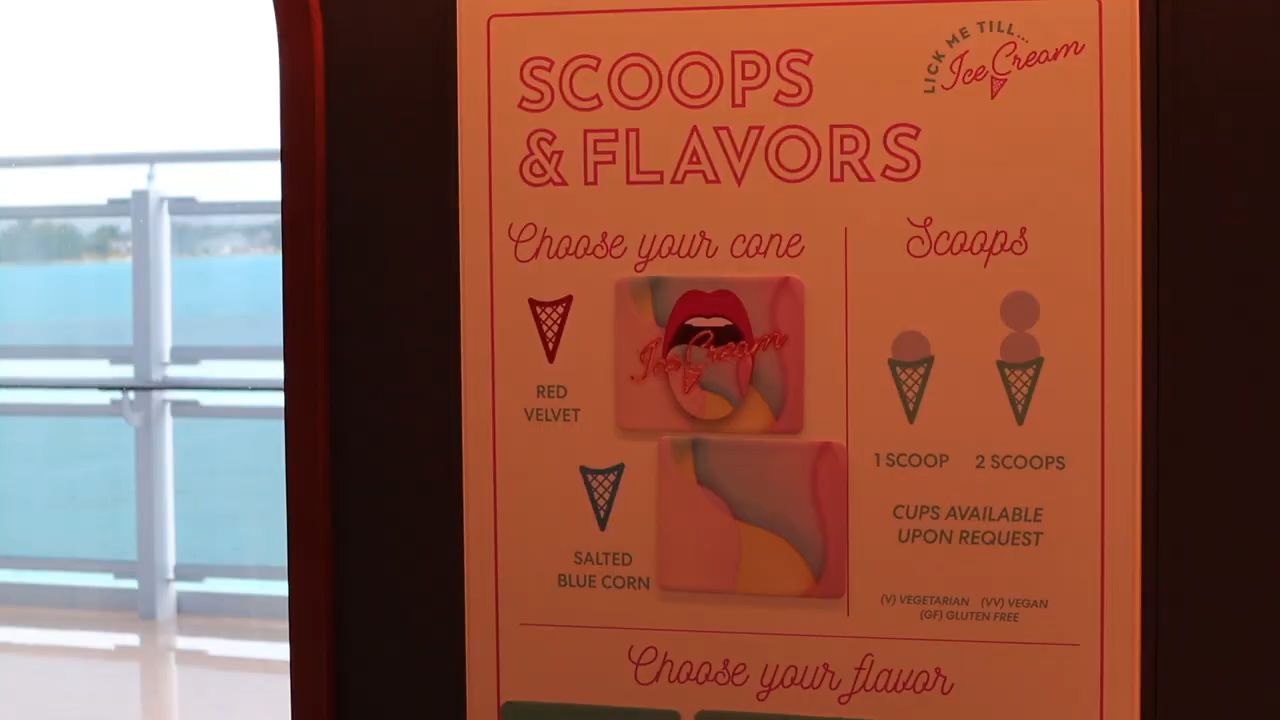 LICK ME TILL...
Ice Cream
SCOOPS
& FLAVORS
Choose your cone
RED
VELVET
Ice Cream
SALTED
BLUE CORN
Scoops
1 SCOOP
2 SCOOPS
CUPS AVAILABLE
UPON REQUEST
(V) VEGETARIAN (VV) VEGAN
(GF) GLUTEN FREE
Choose your flavor